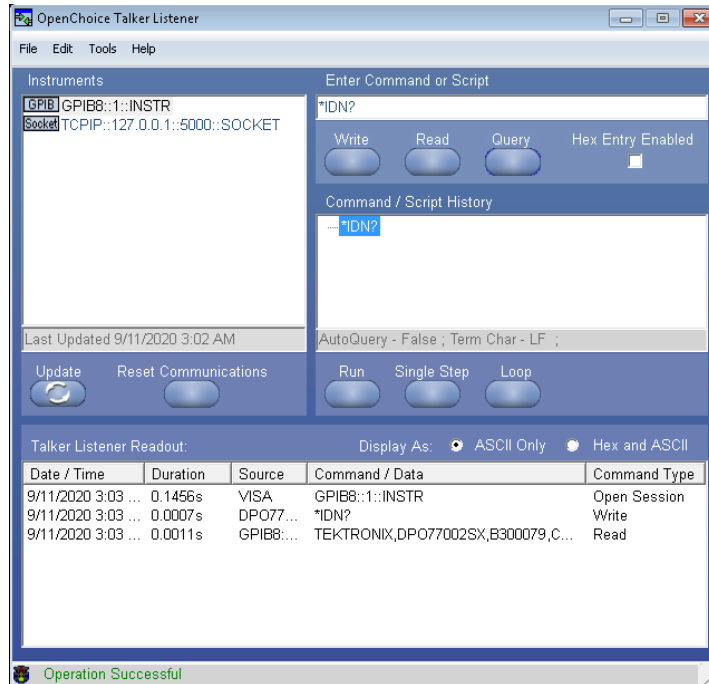 OpenChoice Talker Listener
File Edit Tools Help
Instruments
GPIB GPIB8::1::INSTR
Socket TCPIP::127.0.0.1::5000::SOCKET
Last Updated 9/11/2020 3:02 AM
Update Reset Communications
Enter Command or Script
*IDN?
Write Read Query Hex Entry Enabled
Command / Script History
*IDN?
AutoQuery - False ; Term Char - LF ;
Run Single Step Loop
Talker Listener Readout: Display As: ASCII Only Hex and ASCII
Date / Time Duration Source Command / Data Command Type
9/11/2020 3:03 ... 0.1456s VISA GPIB8::1::INSTR Open Session
9/11/2020 3:03 ... 0.0007s DPO77... *IDN? Write
9/11/2020 3:03 ... 0.0011s GPIB8:... TEKTRONIX,DPO77002SX,B300079,C... Read
Operation Successful